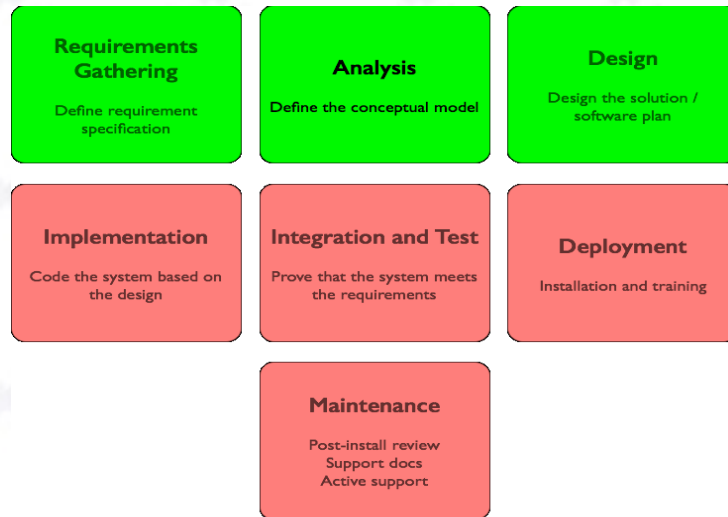 Requirements
Gathering
Define requirement
specification
Analysis
Define the conceptual model
Design
Design the solution /
software plan
Implementation
Code the system based on
the design
Integration and Test
Prove that the system meets
the requirements
Deployment
Installation and training
Maintenance
Post-install review
Support docs
Active support